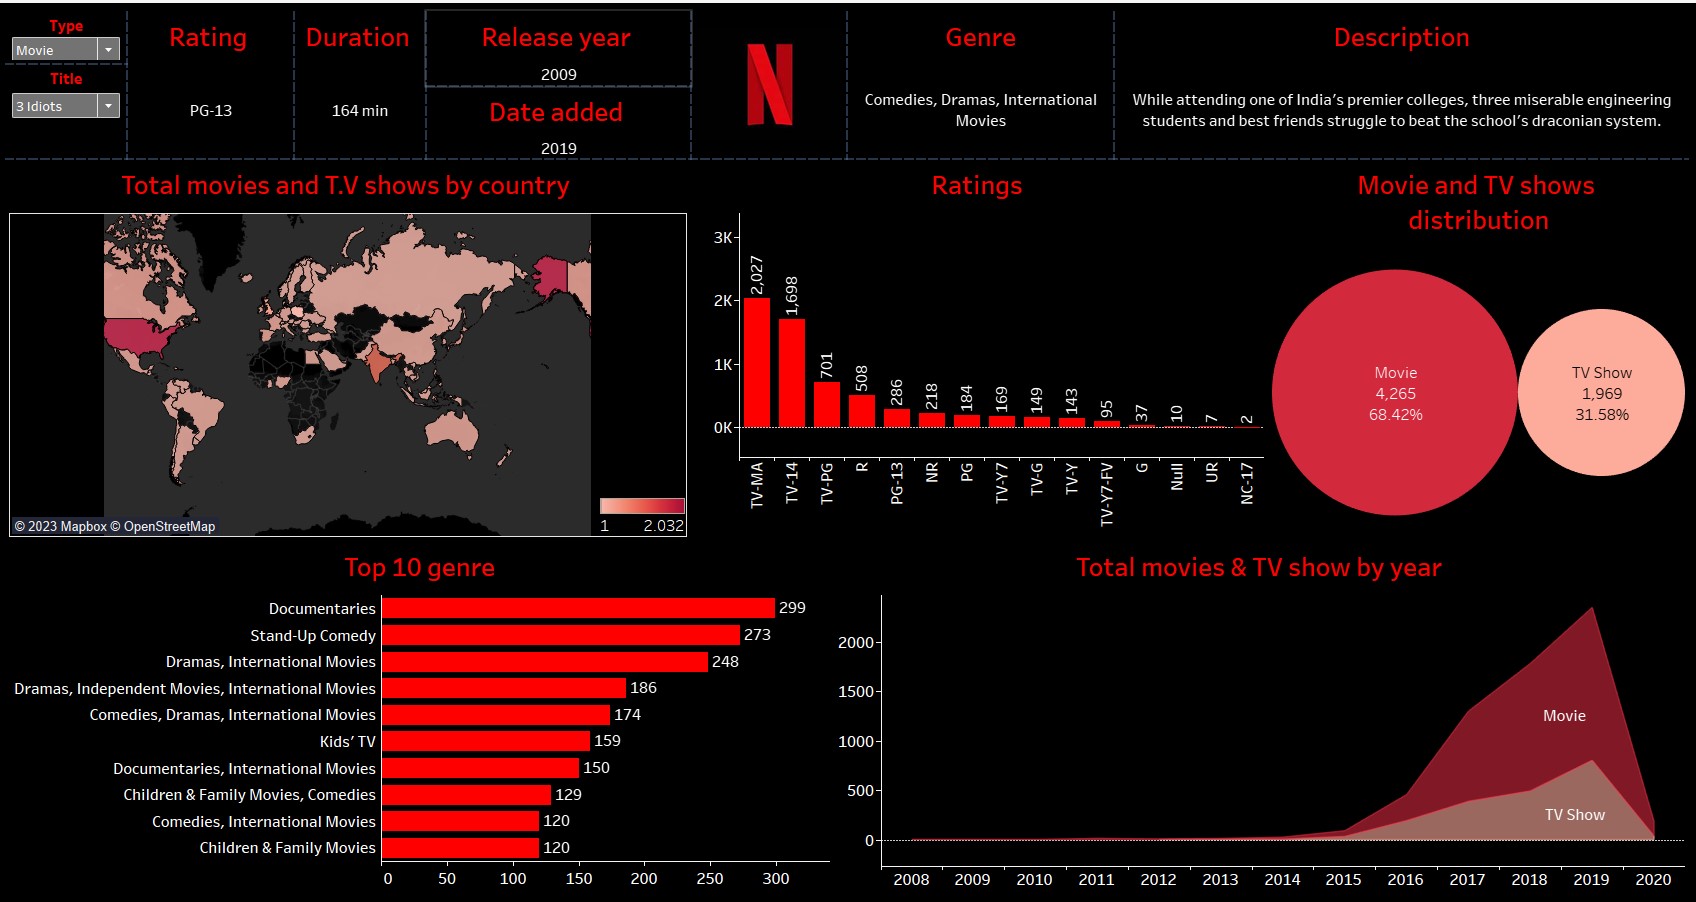 Type
Movie
Title
3 Idiots
Rating
PG-13
Duration
164 min
Release year
2009
Date added
2019
Genre
Comedies, Dramas, International
Movies
Description
While attending one of India's premier colleges, three miserable engineering
students and best friends struggle to beat the school's draconian system.
Total movies and T.V shows by country
© 2023 Mapbox © OpenStreetMap
1 2.032
Ratings
3K
2K
1K
0K
2,027
1,698
701
508
286
218
184
169
149
143
95
37
10
7
2
TV-MA
TV-14
TV-PG
R
PG-13
NR
PG
TV-Y7
TV-G
TV-Y
TV-Y7-FV
G
Null
UR
NC-17
Movie and TV shows
distribution
Movie
4,265
68.42%
TV Show
1,969
31.58%
Top 10 genre
Documentaries 299
Stand-Up Comedy 273
Dramas, International Movies 248
Dramas, Independent Movies, International Movies 186
Comedies, Dramas, International Movies 174
Kids' TV 159
Documentaries, International Movies 150
Children & Family Movies, Comedies 129
Comedies, International Movies 120
Children & Family Movies 120
0 50 100 150 200 250 300
Total movies & TV show by year
2000
1500
1000
500
0
Movie
TV Show
2008 2009 2010 2011 2012 2013 2014 2015 2016 2017 2018 2019 2020